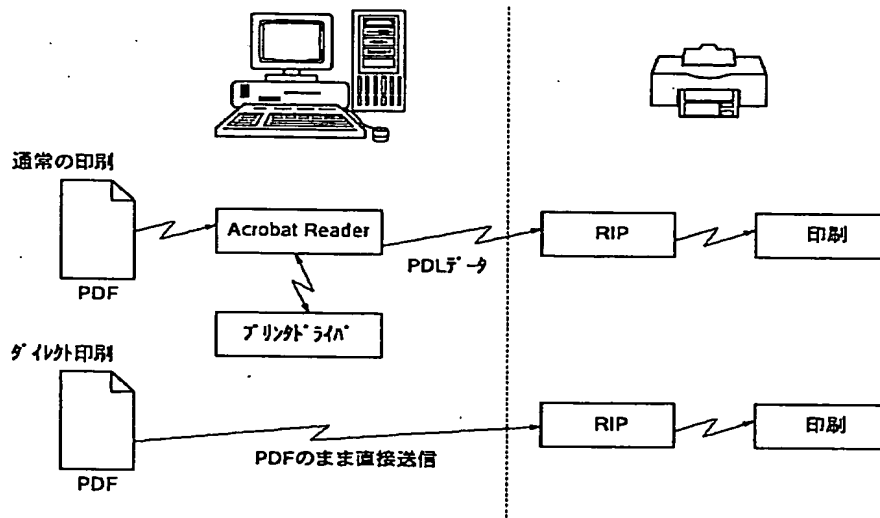 通常の印刷
PDF
Acrobat Reader
PDLﾃﾞｰﾀ
ﾌﾟﾘﾝﾀﾄﾞﾗｲﾊﾞ
RIP
印刷
ﾀﾞｲﾚｸﾄ印刷
PDF
PDFのまま直接送信
RIP
印刷